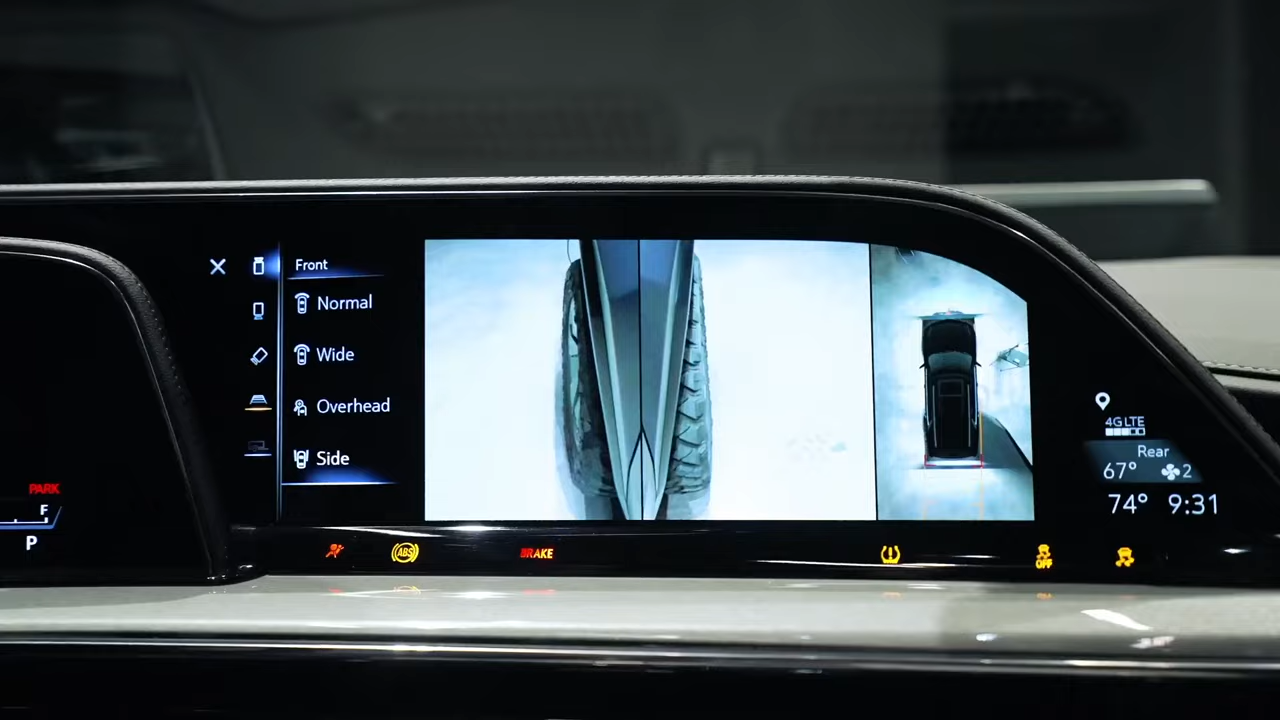 Front
Normal
Wide
Overhead
Side
4G LTE
Rear
67° 2
74° 9:31
PARK
F
P
ABS
BRAKE
OFF